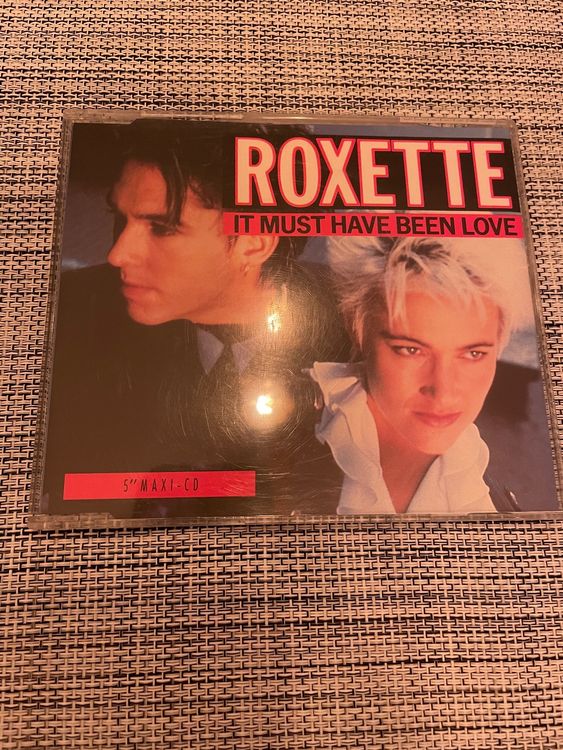 ROXETTE
IT MUST HAVE BEEN LOVE
5" MAXI-CD